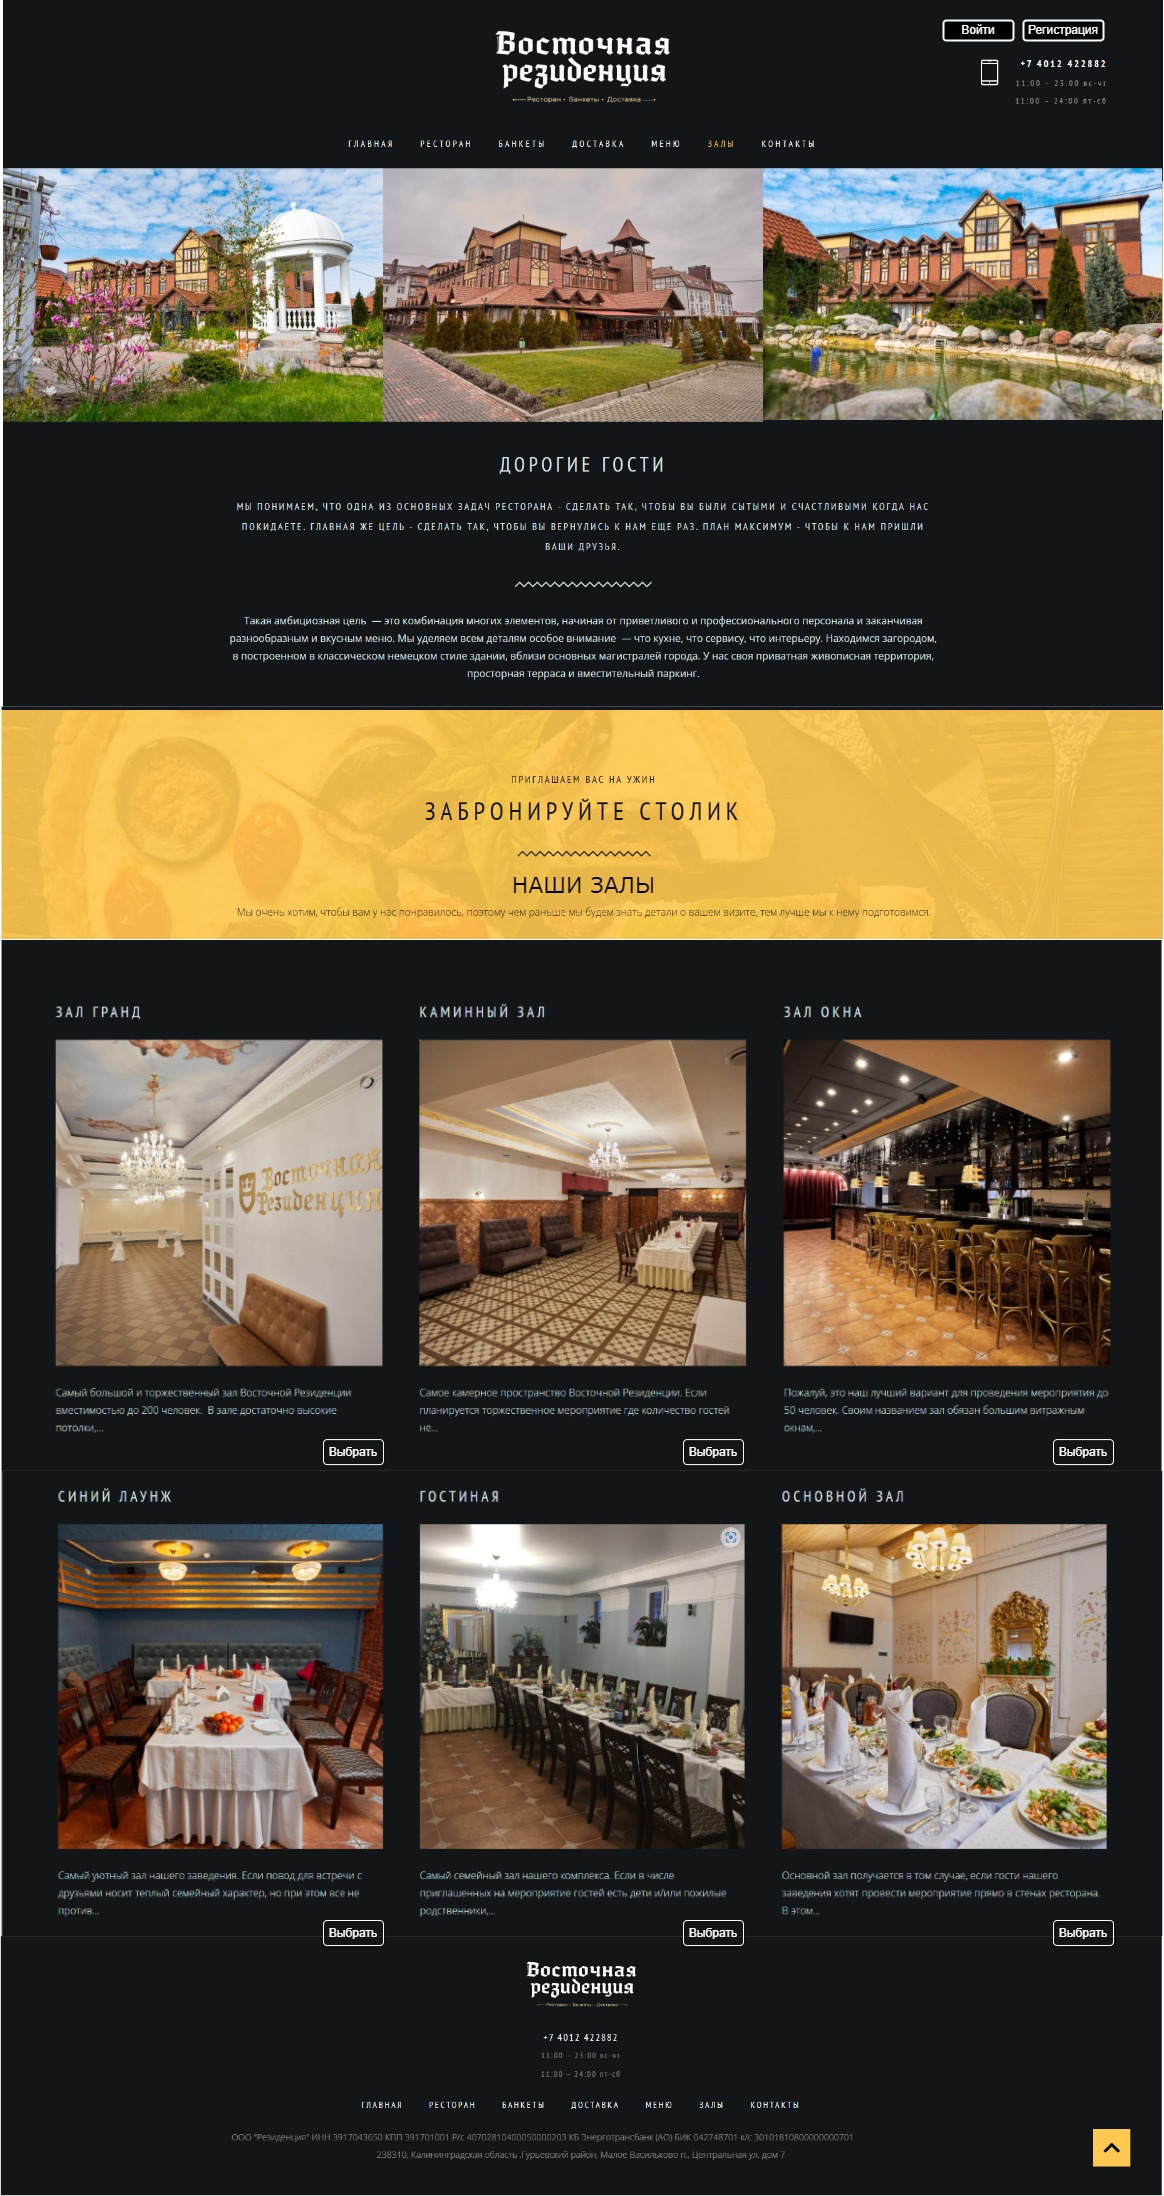 Восточная
резиденция
Ресторан • Банкеты • Доставка
Войти
Регистрация
+7 4012 422882
11:00 – 23:00 вс-чт
11:00 – 24:00 пт-сб
ГЛАВНАЯ РЕСТОРАН БАНКЕТЫ ДОСТАВКА МЕНЮ ЗАЛЫ КОНТАКТЫ
ДОРОГИЕ ГОСТИ
МЫ ПОНИМАЕМ, ЧТО ОДНА ИЗ ОСНОВНЫХ ЗАДАЧ РЕСТОРАНА - СДЕЛАТЬ ТАК, ЧТОБЫ ВЫ БЫЛИ СЫТЫМИ И СЧАСТЛИВЫМИ КОГДА НАС
ПОКИДАЕТЕ. ГЛАВНАЯ ЖЕ ЦЕЛЬ - СДЕЛАТЬ ТАК, ЧТОБЫ ВЫ ВЕРНУЛИСЬ К НАМ ЕЩЕ РАЗ. ПЛАН МАКСИМУМ - ЧТОБЫ К НАМ ПРИШЛИ
ВАШИ ДРУЗЬЯ.
Такая амбициозная цель — это комбинация многих элементов, начиная от приветливого и профессионального персонала и заканчивая
разнообразным и вкусным меню. Мы уделяем всем деталям особое внимание — что кухне, что сервису, что интерьеру. Находимся загородом,
в построенном в классическом немецком стиле здании, вблизи основных магистралей города. У нас своя приватная живописная территория,
просторная терраса и вместительный паркинг.
ПРИГЛАШАЕМ ВАС НА УЖИН
ЗАБРОНИРУЙТЕ СТОЛИК
НАШИ ЗАЛЫ
Мы очень хотим, чтобы вам у нас понравилось, поэтому чем раньше мы будем знать детали о вашем визите, тем лучше мы к нему подготовимся.
ЗАЛ ГРАНД
Восточная
Резиденция
Самый большой и торжественный зал Восточной Резиденции
вместимостью до 200 человек. В зале достаточно высокие
потолки,...
Выбрать
КАМИННЫЙ ЗАЛ
Самое камерное пространство Восточной Резиденции. Если
планируется торжественное мероприятие где количество гостей
не...
Выбрать
ЗАЛ ОКНА
Пожалуй, это наш лучший вариант для проведения мероприятия до
50 человек. Своим названием зал обязан большим витражным
окнам,...
Выбрать
СИНИЙ ЛАУНЖ
Самый уютный зал нашего заведения. Если повод для встречи с
друзьями носит теплый семейный характер, но при этом все не
против...
Выбрать
ГОСТИНАЯ
Самый семейный зал нашего комплекса. Если в числе
приглашенных на мероприятие гостей есть дети и/или пожилые
родственники,...
Выбрать
ОСНОВНОЙ ЗАЛ
Основной зал получается в том случае, если гости нашего
заведения хотят провести мероприятие прямо в стенах ресторана.
В этом...
Выбрать
Восточная
резиденция
Ресторан • Банкеты • Доставка
+7 4012 422882
11:00 – 23:00 вс-чт
11:00 – 24:00 пт-сб
ГЛАВНАЯ РЕСТОРАН БАНКЕТЫ ДОСТАВКА МЕНЮ ЗАЛЫ КОНТАКТЫ
ООО "Резиденция" ИНН 3917043650 КПП 391701001 Р/с 40702810400050000203 КБ Энерготрансбанк (АО) БИК 042748701 к/с 30101810800000000701
238310, Калининградская область ,Гурьевский район, Малое Васильково п., Центральная ул. дом 7